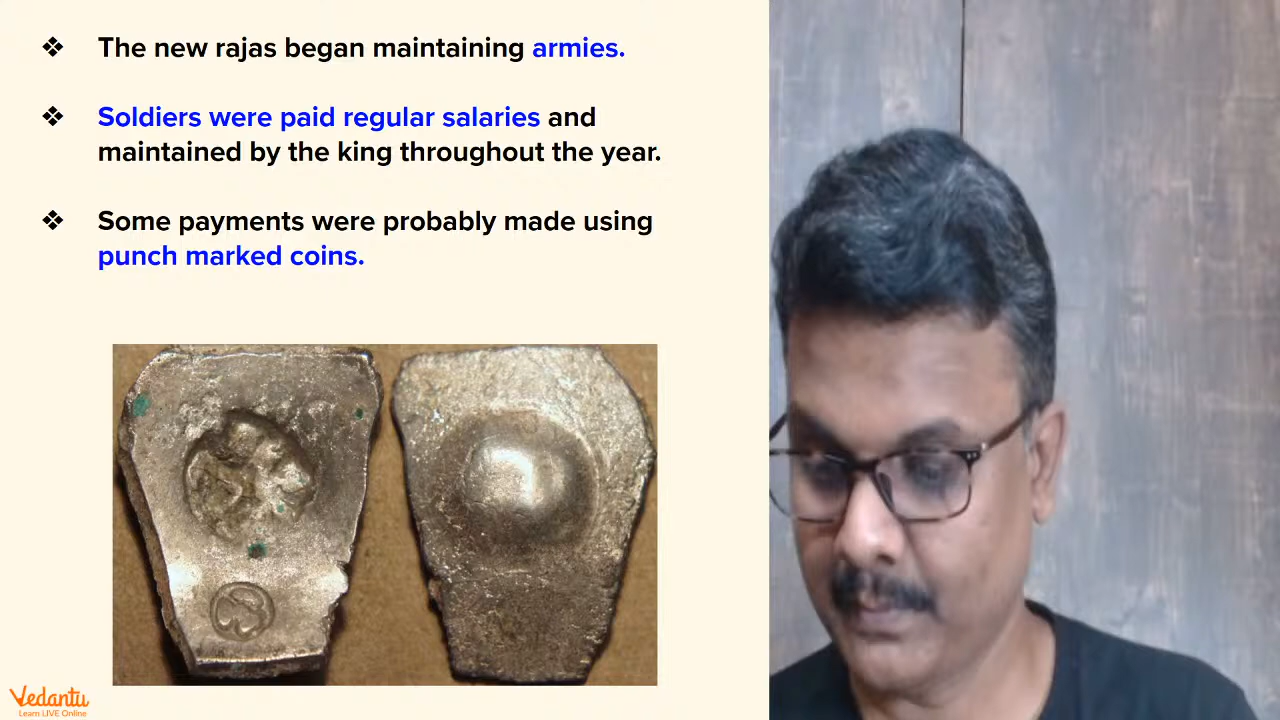 ❖ The new rajas began maintaining armies.
❖ Soldiers were paid regular salaries and
maintained by the king throughout the year.
❖ Some payments were probably made using
punch marked coins.
Vedantu
Learn LIVE Online